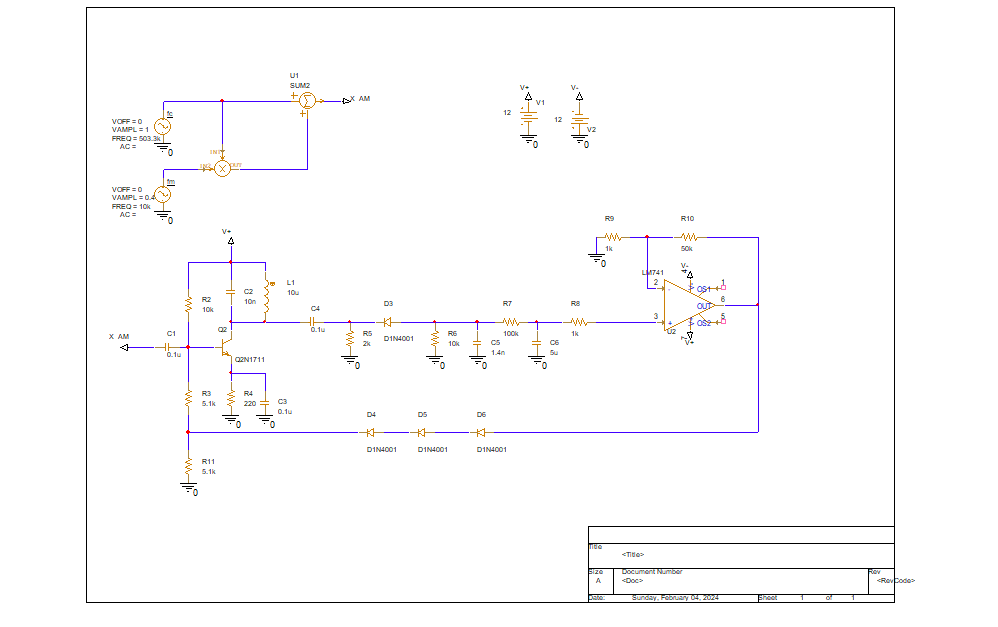 U1
SUM2
X_AM
fc
VOFF = 0
VAMPL = 1
FREQ = 503.3k
AC =
0
IN1
IN2
OUT
fm
VOFF = 0
VAMPL = 0.4
FREQ = 10k
AC =
0
V+
V1
12
0
V-
12
V2
0
V+
R2
10k
C2
10n
L1
10u
C4
0.1u
D3
D1N4001
R5
2k
0
R6
10k
0
C5
1.4n
0
R7
100k
C6
5u
0
R8
1k
R9
1k
0
R10
50k
LM741
V-
4
2
-
OS1
1
6
OUT
3
+
OS2
5
U2
7
V+
X_AM
C1
0.1u
Q2
Q2N1711
R3
5.1k
R4
220
0
C3
0.1u
0
D4
D1N4001
D5
D1N4001
D6
D1N4001
R11
5.1k
0
Title
<Title>
Size
A
Document Number
<Doc>
Rev
<RevCode>
Date: Sunday, February 04, 2024 Sheet 1 of 1